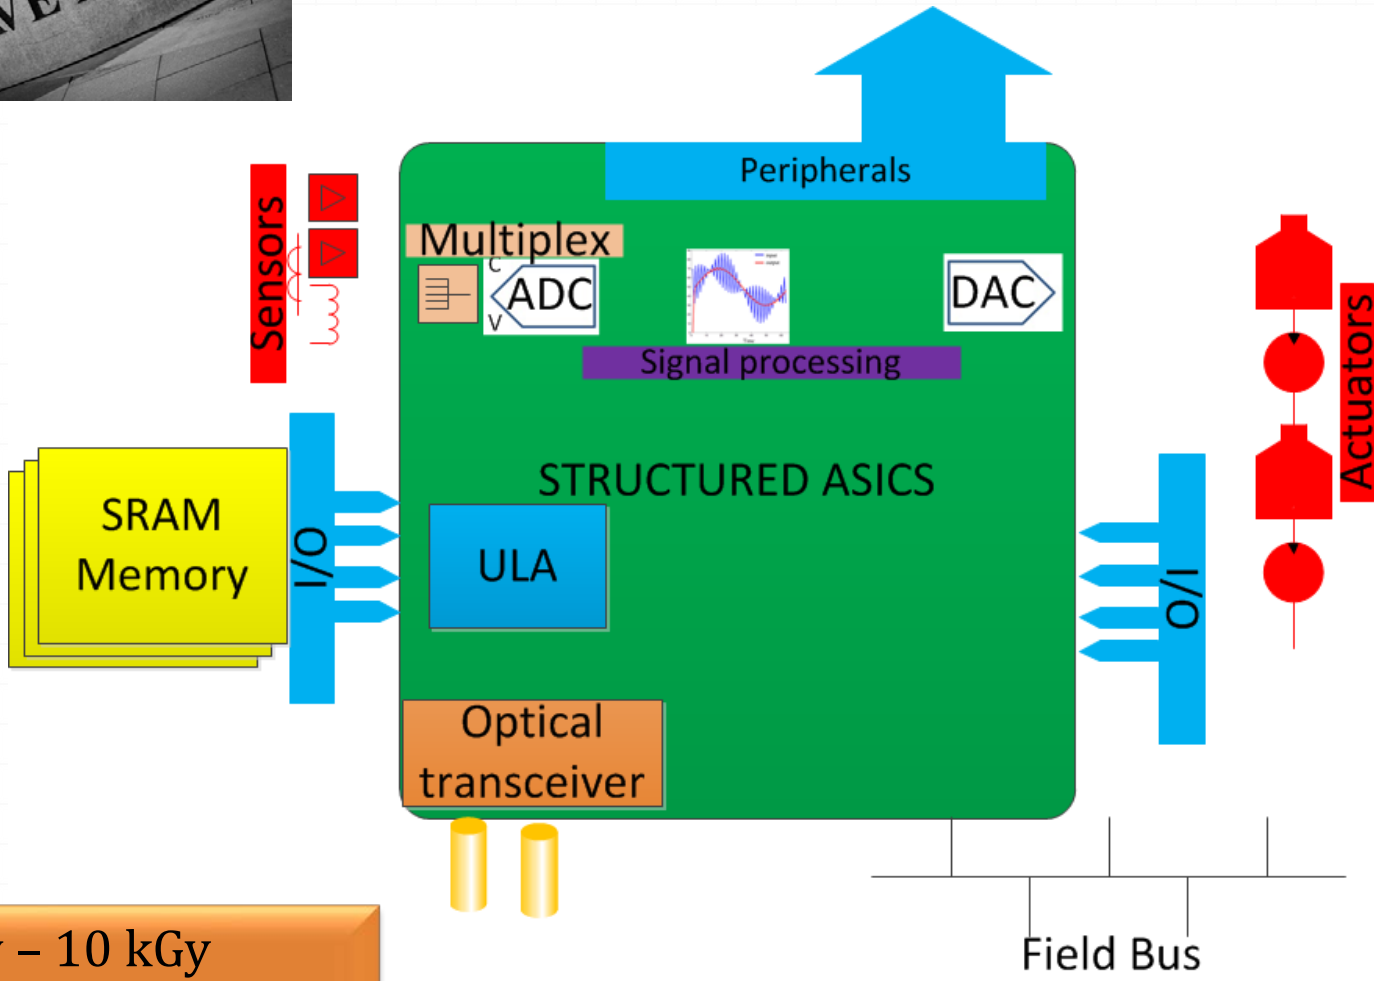 Peripherals
Sensors
Multiplex
C
ADC
V
DAC
Signal processing
Actuators
STRUCTURED ASICS
SRAM
Memory
I/O
ULA
I/O
Optical
transceiver
– 10 kGy
Field Bus